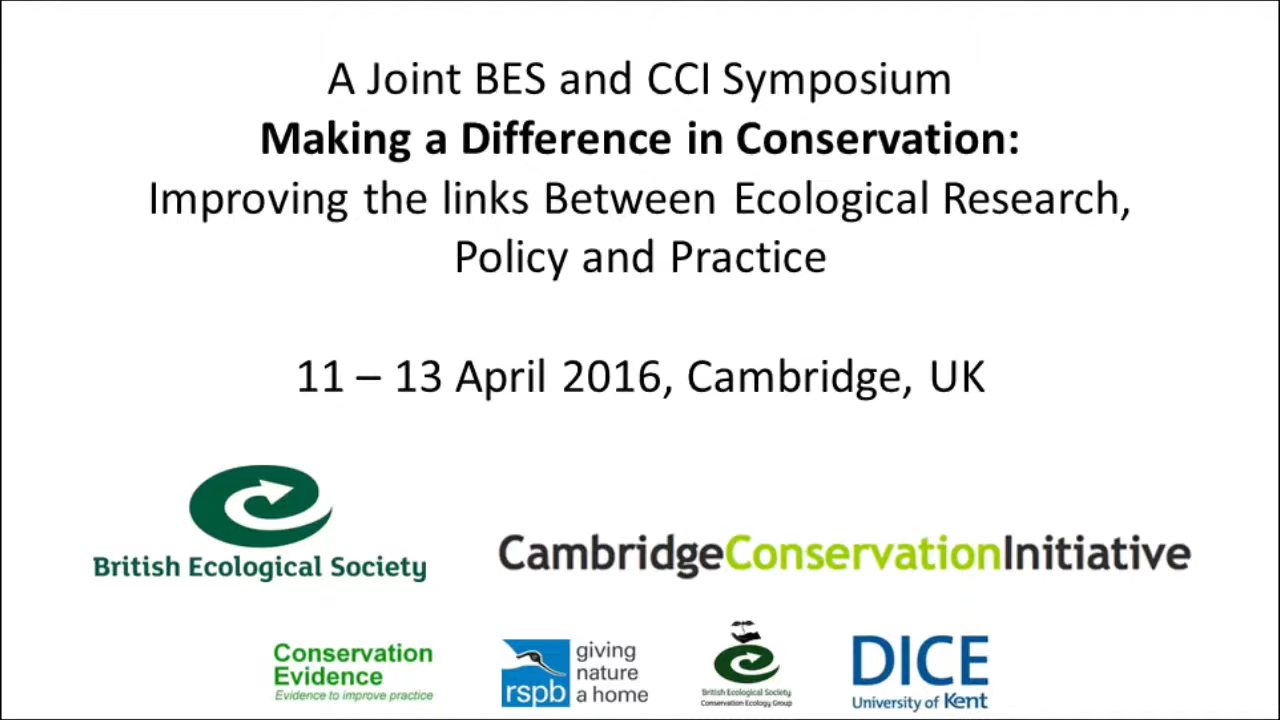 A Joint BES and CCI Symposium
Making a Difference in Conservation:
Improving the links Between Ecological Research,
Policy and Practice
11 – 13 April 2016, Cambridge, UK
British Ecological Society
CambridgeConservationInitiative
Conservation
Evidence
Evidence to improve practice
rspb
giving
nature
a home
British Ecological Society
Conservation Ecology Group
DICE
University of Kent